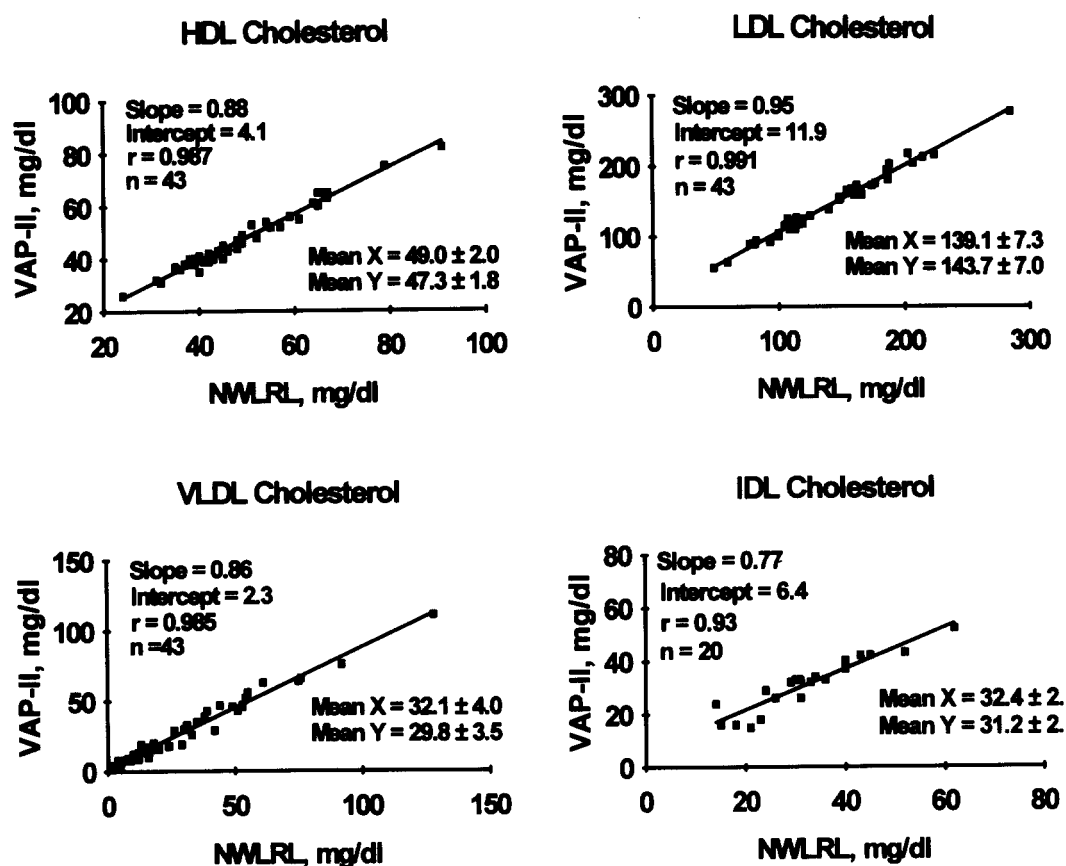 HDL Cholesterol
VAP-II, mg/dl
100
80
60
40
20
Slope = 0.88
Intercept = 4.1
r = 0.987
n = 43
Mean X = 49.0 ± 2.0
Mean Y = 47.3 ± 1.8
20
40
60
80
100
NWLRL, mg/dl
LDL Cholesterol
VAP-II, mg/dl
300
200
100
0
Slope = 0.95
Intercept = 11.9
r = 0.991
n = 43
Mean X = 139.1 ± 7.3
Mean Y = 143.7 ± 7.0
0
100
200
300
NWLRL, mg/dl
VLDL Cholesterol
VAP-II, mg/dl
150
100
50
0
Slope = 0.86
Intercept = 2.3
r = 0.985
n =43
Mean X = 32.1 ± 4.0
Mean Y = 29.8 ± 3.5
0
50
100
150
NWLRL, mg/dl
IDL Cholesterol
VAP-II, mg/dl
80
60
40
20
0
Slope = 0.77
Intercept = 6.4
r = 0.93
n = 20
Mean X = 32.4 ± 2.
Mean Y = 31.2 ± 2.
0
20
40
60
80
NWLRL, mg/dl